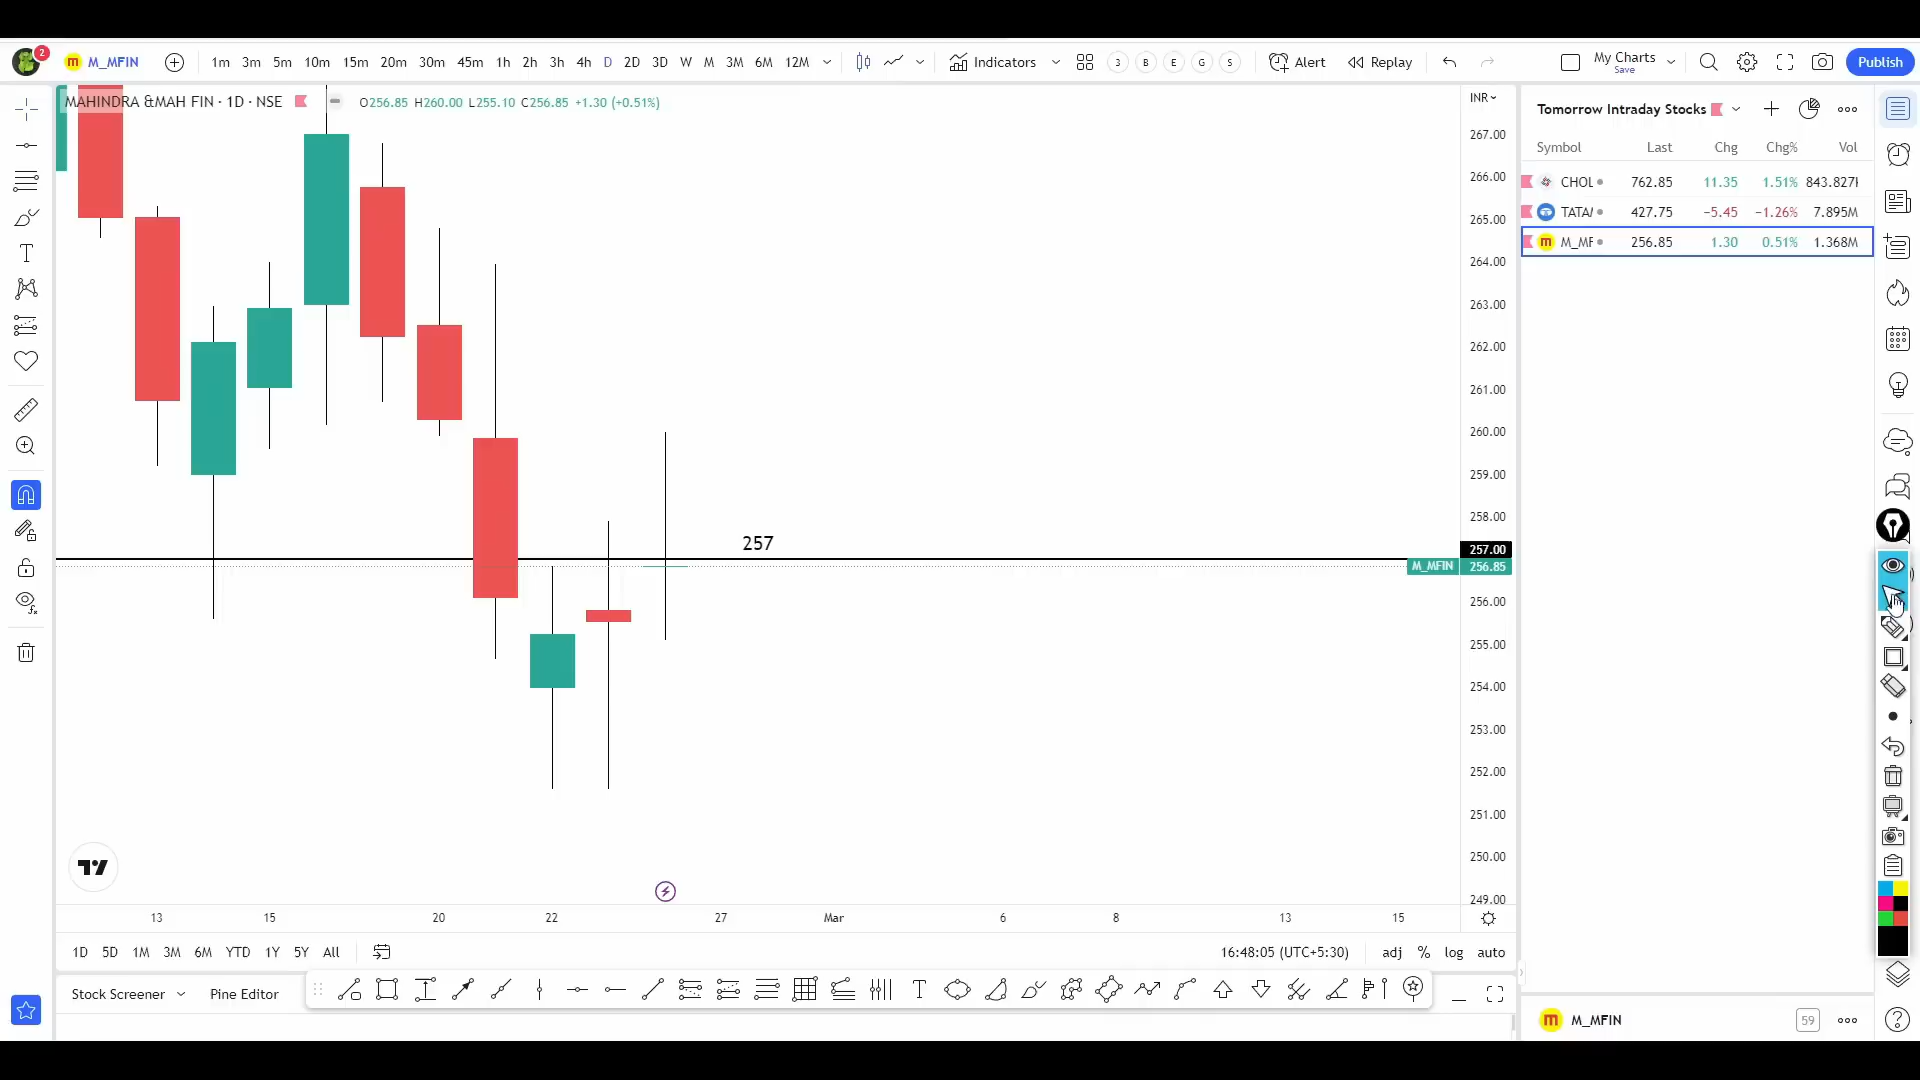 2
M_MFIN
1m 3m 5m 10m 15m 20m 30m 45m 1h 2h 3h 4h D 2D 3D W M 3M 6M 12M
Indicators
3 B E G S
Alert
Replay
My Charts
Save
Publish
MAHINDRA &MAH FIN · 1D · NSE
O256.85 H260.00 L255.10 C256.85 +1.30 (+0.51%)
INR
267.00
266.00
265.00
264.00
263.00
262.00
261.00
260.00
259.00
258.00
257
257.00
M_MFIN 256.85
256.00
255.00
254.00
253.00
252.00
251.00
250.00
249.00
13 15 20 22 27 Mar 6 8 13 15
1D 5D 1M 3M 6M YTD 1Y 5Y All
16:48:05 (UTC+5:30)
adj % log auto
Stock Screener
Pine Editor
Tomorrow Intraday Stocks
Symbol Last Chg Chg% Vol
CHOL 762.85 11.35 1.51% 843.827
TATA 427.75 −5.45 −1.26% 7.895M
M_MF 256.85 1.30 0.51% 1.368M
M_MFIN
59